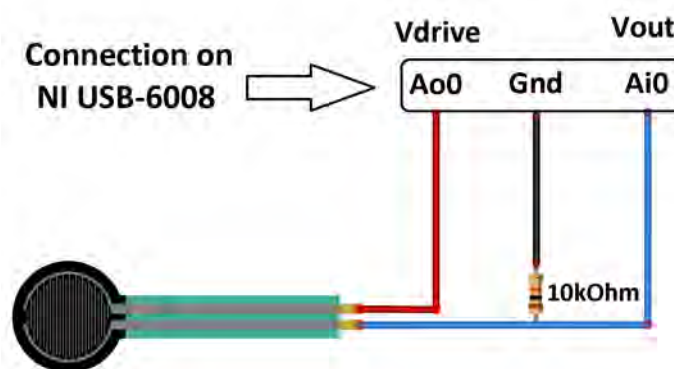 Connection on
NI USB-6008
Vdrive
Vout
Ao0
Gnd
Ai0
10kOhm